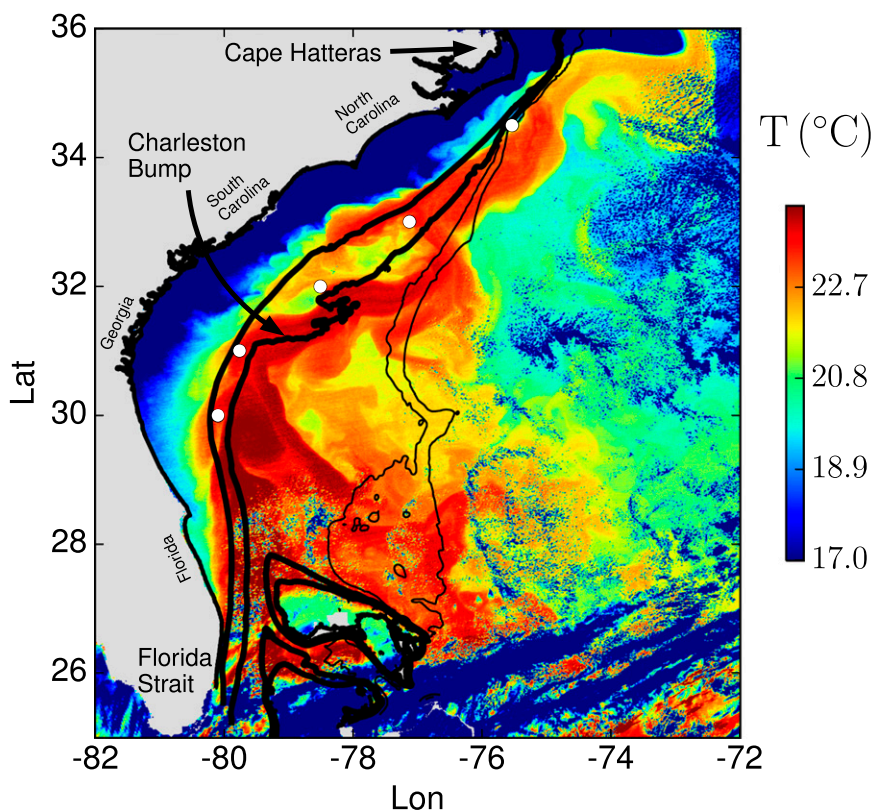 36
34
32
30
28
26
Lat
-82
-80
-78
-76
-74
-72
Lon
Cape Hatteras
North
Carolina
Charleston
Bump
South
Carolina
Georgia
Florida
Florida
Strait
T (°C)
22.7
20.8
18.9
17.0